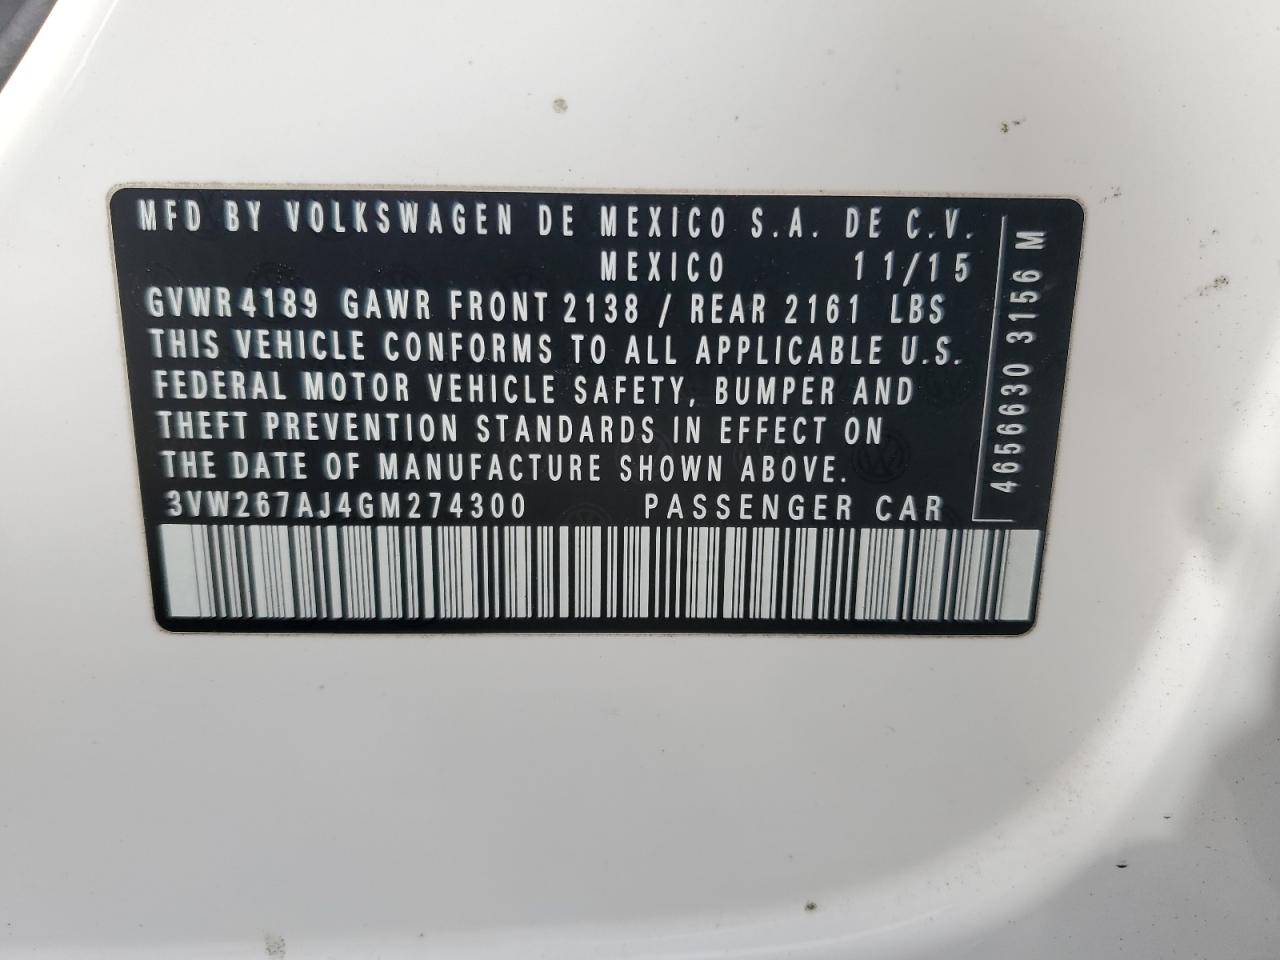 MFD BY VOLKSWAGEN DE MEXICO S.A. DE C.V.
MEXICO 11/15
GVWR 4189 GAWR FRONT 2138 / REAR 2161 LBS
THIS VEHICLE CONFORMS TO ALL APPLICABLE U.S.
FEDERAL MOTOR VEHICLE SAFETY, BUMPER AND
THEFT PREVENTION STANDARDS IN EFFECT ON
THE DATE OF MANUFACTURE SHOWN ABOVE.
3VW267AJ4GM274300 PASSENGER CAR
4656630 3156 M